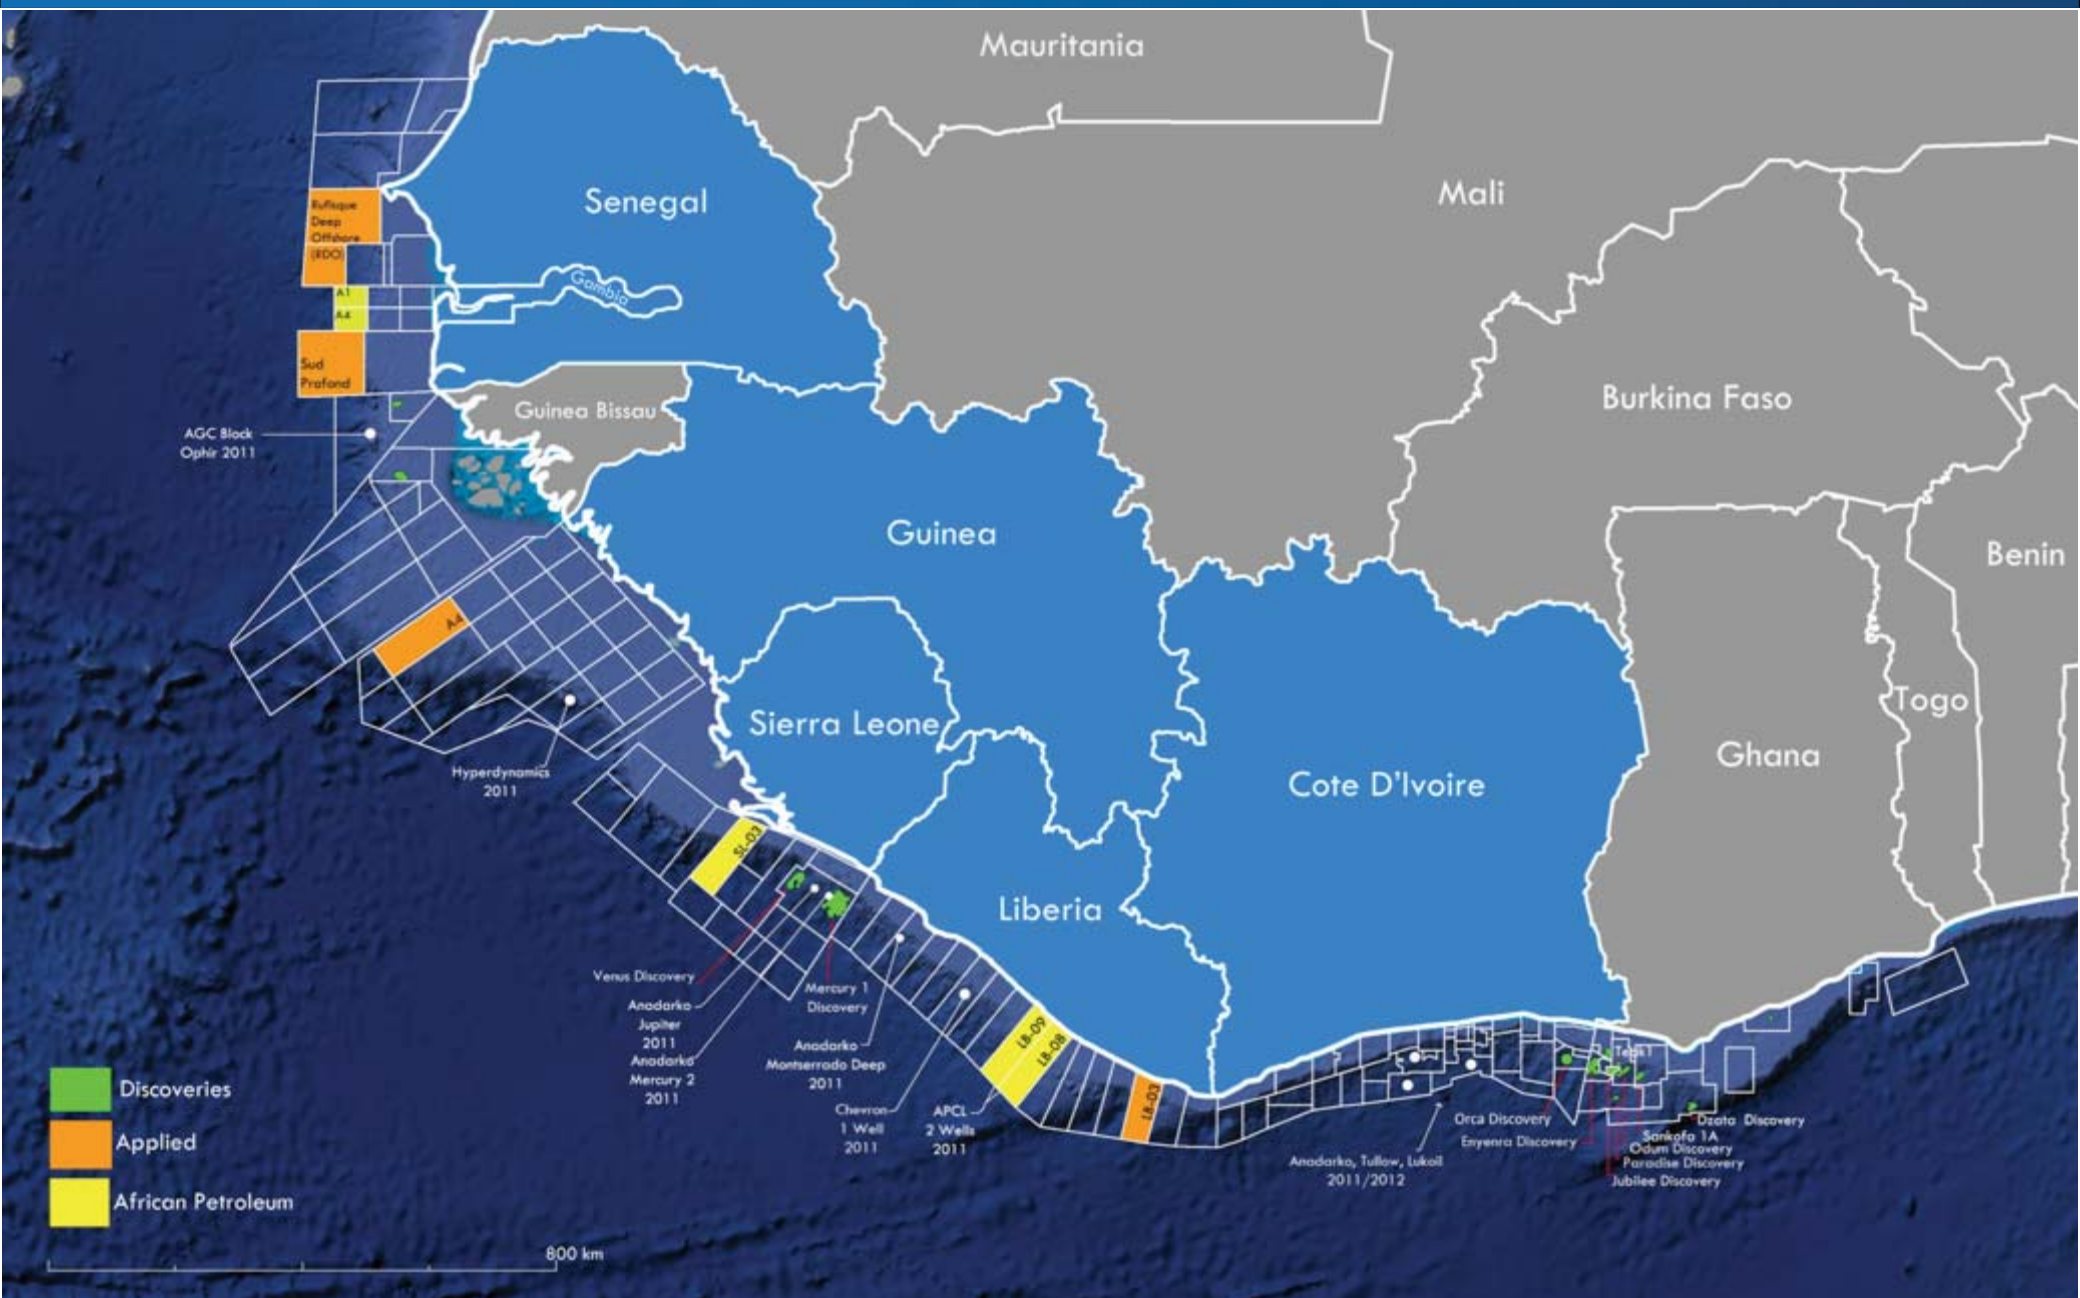 Mauritania
Mali
Senegal
Rufisque
Deep
Offshore
(RDO)
Gambia
A1
A4
Sud
Profond
Burkina Faso
Guinea Bissau
AGC Block
Ophir 2011
Guinea
Benin
A4
Togo
Sierra Leone
Ghana
Hyperdynamics
2011
Cote D'Ivoire
SL-03
Liberia
Venus Discovery
Mercury 1
Discovery
Anadarko
Jupiter
2011
Anadarko
Mercury 2
2011
Anadarko
Montserrado Deep
2011
LB-09
LB-08
Chevron
1 Well
2011
APCL
2 Wells
2011
LB-03
Teak1
Orca Discovery
Enyenra Discovery
Dzata Discovery
Sankofa 1A
Odum Discovery
Paradise Discovery
Jubilee Discovery
Anadarko, Tullow, Lukoil
2011/2012
Discoveries
Applied
African Petroleum
800 km